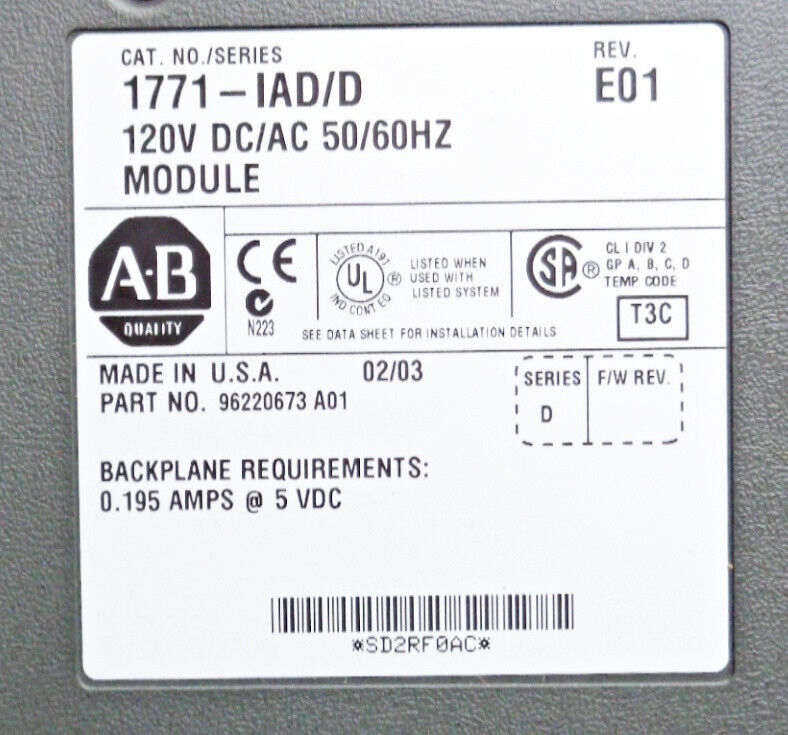 CAT. NO./SERIES
REV.
1771-IAD/D
E01
120V DC/AC 50/60HZ
MODULE
A-B
QUALITY
CE
N223
LISTED A191
UL
IND CONT EQ
®
LISTED WHEN
USED WITH
LISTED SYSTEM
SA ®
CL I DIV 2
GP A, B, C, D
TEMP CODE
T3C
SEE DATA SHEET FOR INSTALLATION DETAILS
MADE IN U.S.A. 02/03
PART NO. 96220673 A01
SERIES F/W REV.
D
BACKPLANE REQUIREMENTS:
0.195 AMPS @ 5 VDC
*SD2RF0AC*